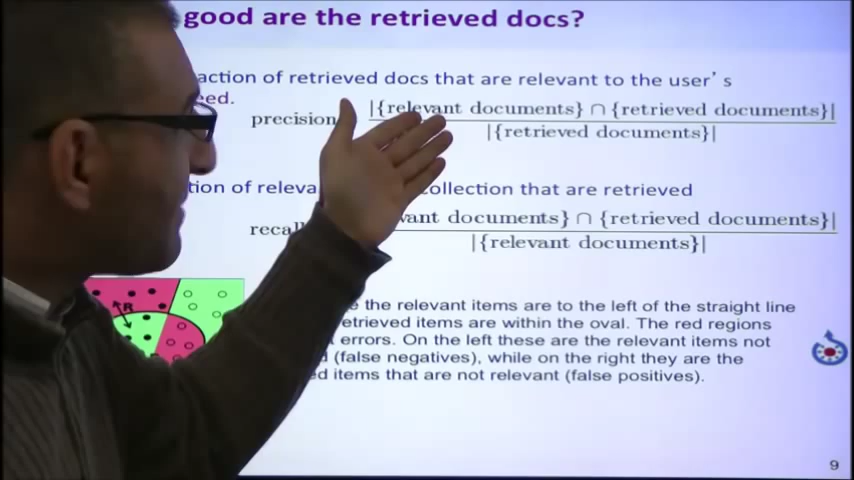 good are the retrieved docs?
action of retrieved docs that are relevant to the user's
eed.
precision |{relevant documents} ∩ {retrieved documents}|
|{retrieved documents}|
tion of releva collection that are retrieved
recall vant documents} ∩ {retrieved documents}|
|{relevant documents}|
R
e the relevant items are to the left of the straight line
etrieved items are within the oval. The red regions
errors. On the left these are the relevant items not
d (false negatives), while on the right they are the
ed items that are not relevant (false positives).
9